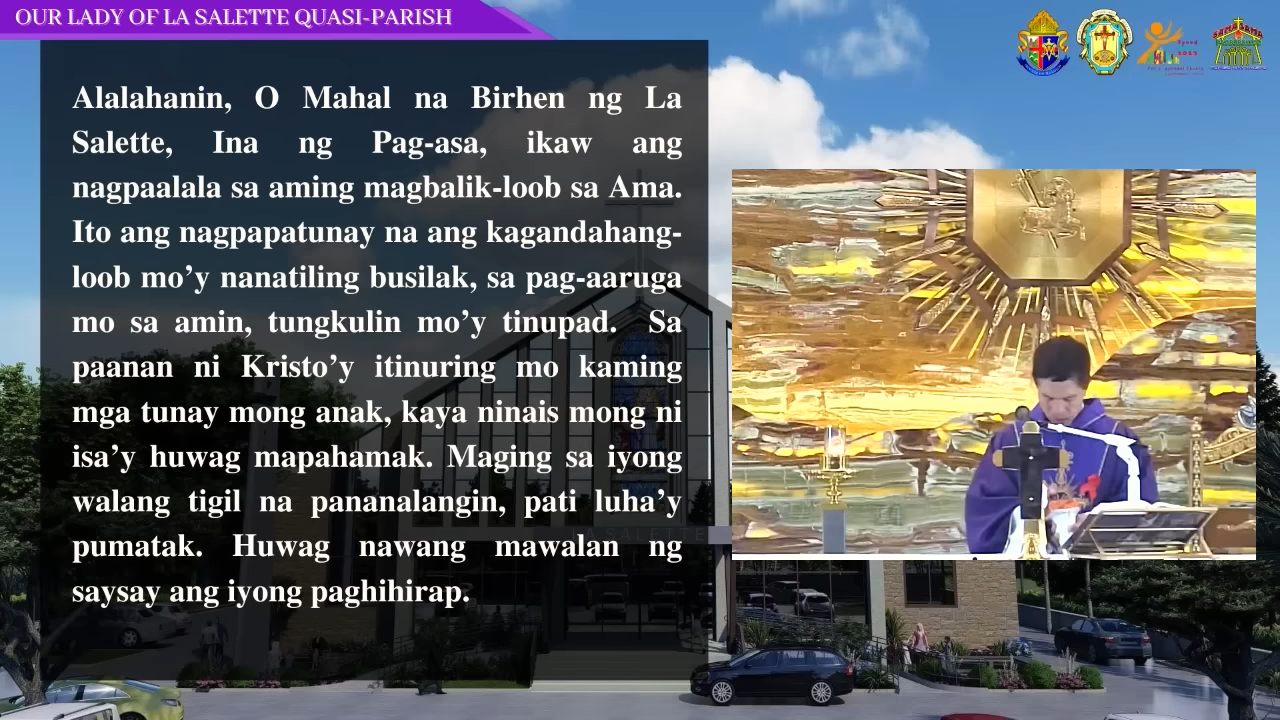 OUR LADY OF LA SALETTE QUASI-PARISH
Alalahanin, O Mahal na Birhen ng La
Salette, Ina ng Pag-asa, ikaw ang
nagpaalala sa aming magbalik-loob sa Ama.
Ito ang nagpapatunay na ang kagandahang-
loob mo’y nanatiling busilak, sa pag-aaruga
mo sa amin, tungkulin mo’y tinupad. Sa
paanan ni Kristo’y itinuring mo kaming
mga tunay mong anak, kaya ninais mong ni
isa’y huwag mapahamak. Maging sa iyong
walang tigil na pananalangin, pati luha’y
pumatak. Huwag nawang mawalan ng
saysay ang iyong paghihirap.